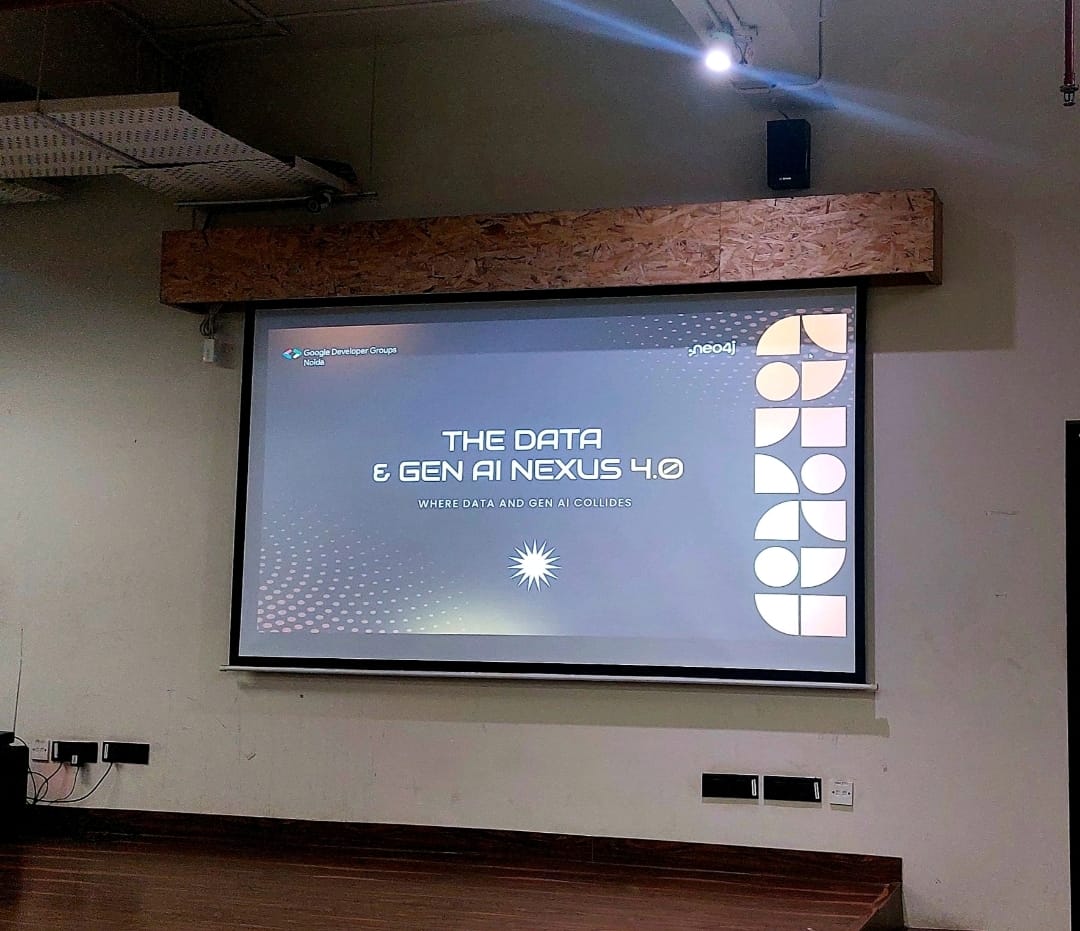 Google Developer Groups
Noida
neo4j
THE DATA
& GEN AI NEXUS 4.0
WHERE DATA AND GEN AI COLLIDES